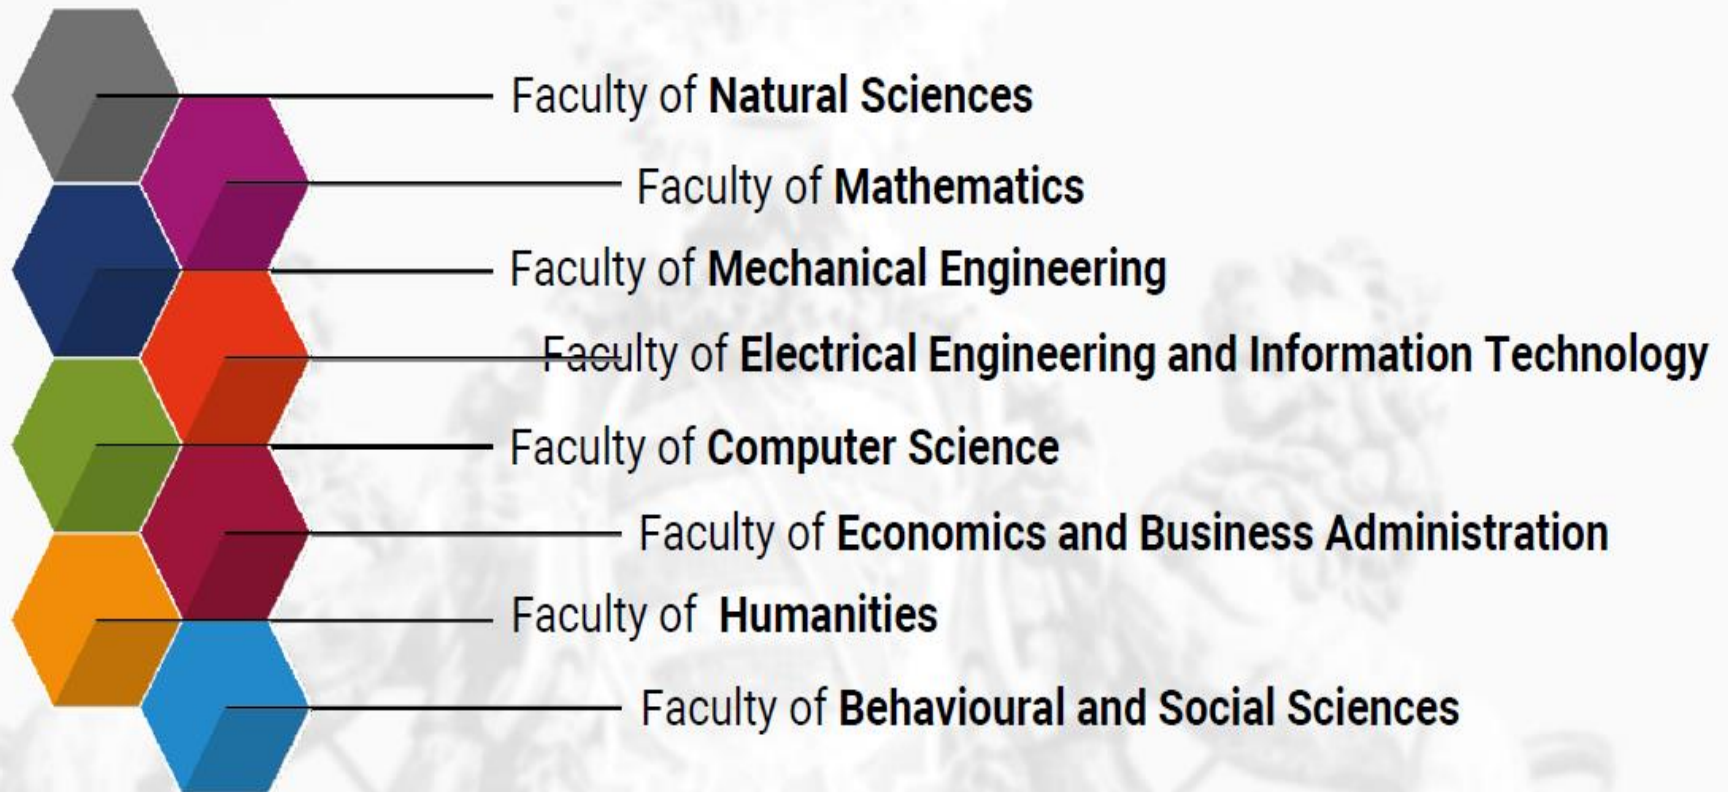 Faculty of Natural Sciences
Faculty of Mathematics
Faculty of Mechanical Engineering
Faculty of Electrical Engineering and Information Technology
Faculty of Computer Science
Faculty of Economics and Business Administration
Faculty of Humanities
Faculty of Behavioural and Social Sciences